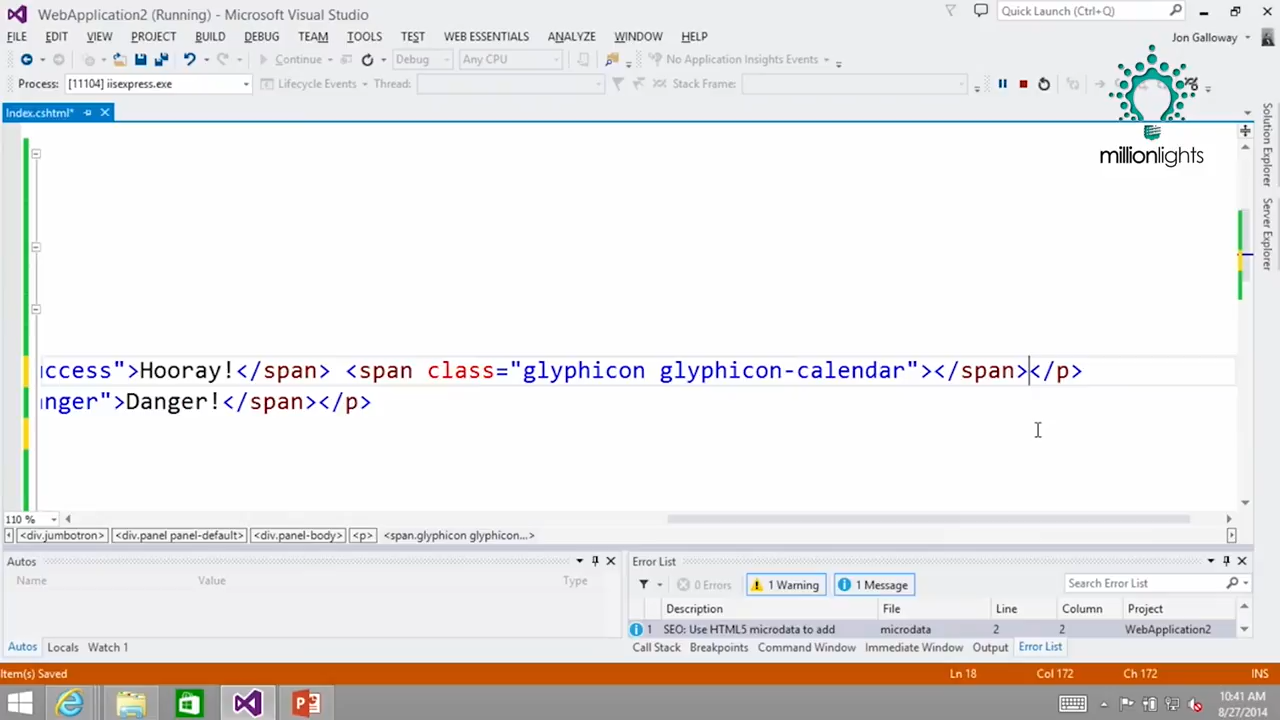 WebApplication2 (Running) - Microsoft Visual Studio
Quick Launch (Ctrl+Q)
FILE EDIT VIEW PROJECT BUILD DEBUG TEAM TOOLS TEST WEB ESSENTIALS ANALYZE WINDOW HELP
Jon Galloway
Continue Debug Any CPU No Application Insights Events
Process: [11104] iisexpress.exe Lifecycle Events Thread: Stack Frame:
Index.cshtml*
millionlights
Solution Explorer
Server Explorer
uccess">Hooray!</span> <span class="glyphicon glyphicon-calendar"></span></p>
nger">Danger!</span></p>
110 %
<div.jumbotron> <div.panel panel-default> <div.panel-body> <p> <span.glyphicon glyphicon...>
Autos
Name Value Type
Error List
0 Errors 1 Warning 1 Message Search Error List
Description File Line Column Project
1 SEO: Use HTML5 microdata to add microdata 2 2 WebApplication2
Autos Locals Watch 1
Call Stack Breakpoints Command Window Immediate Window Output Error List
Item(s) Saved Ln 18 Col 172 Ch 172 INS
10:41 AM
8/27/2014